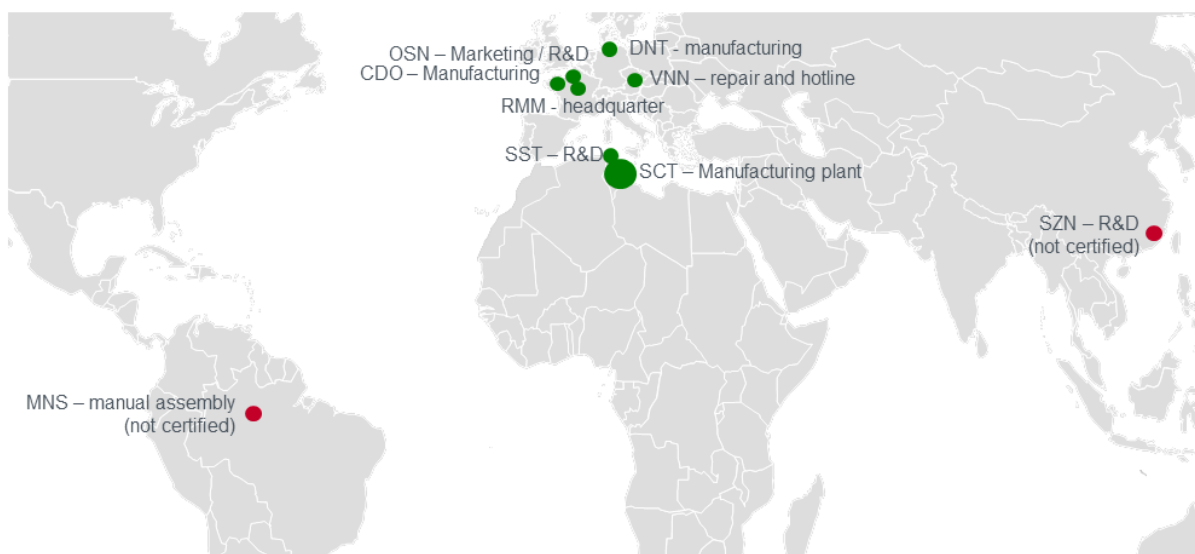 OSN – Marketing / R&D
DNT - manufacturing
CDO – Manufacturing
VNN – repair and hotline
RMM - headquarter
SST – R&D
SCT – Manufacturing plant
SZN – R&D
(not certified)
MNS – manual assembly
(not certified)